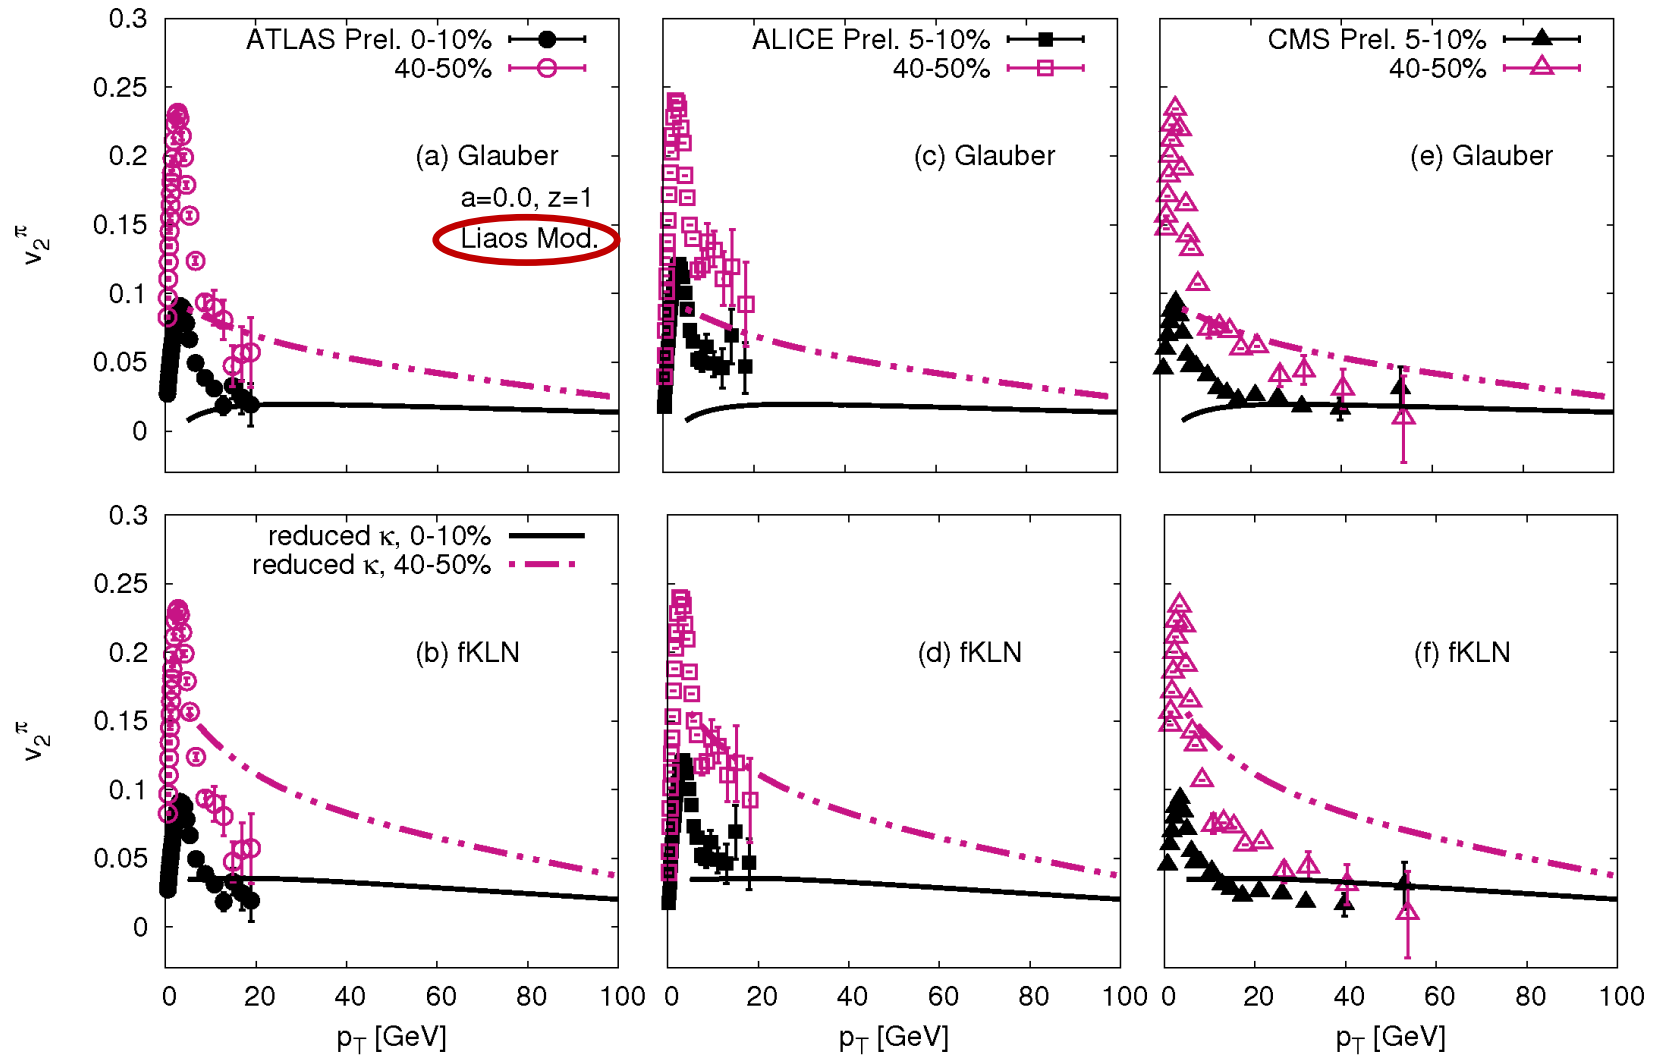 0.3
0.25
0.2
0.15
0.1
0.05
0
v2π
ATLAS Prel. 0-10%
40-50%
(a) Glauber
a=0.0, z=1
Liaos Mod.
ALICE Prel. 5-10%
40-50%
(c) Glauber
CMS Prel. 5-10%
40-50%
(e) Glauber
0.3
0.25
0.2
0.15
0.1
0.05
0
v2π
reduced κ, 0-10%
reduced κ, 40-50%
(b) fKLN
(d) fKLN
(f) fKLN
0 20 40 60 80 100
0 20 40 60 80 100
0 20 40 60 80 100
pT [GeV]
pT [GeV]
pT [GeV]